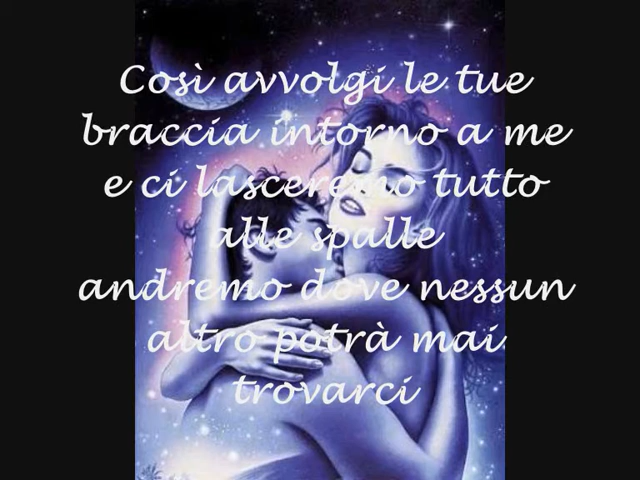 Così avvolgi le tue
braccia intorno a me
e ci lasceremo tutto
alle spalle
andremo dove nessun
altro potrà mai
trovarci